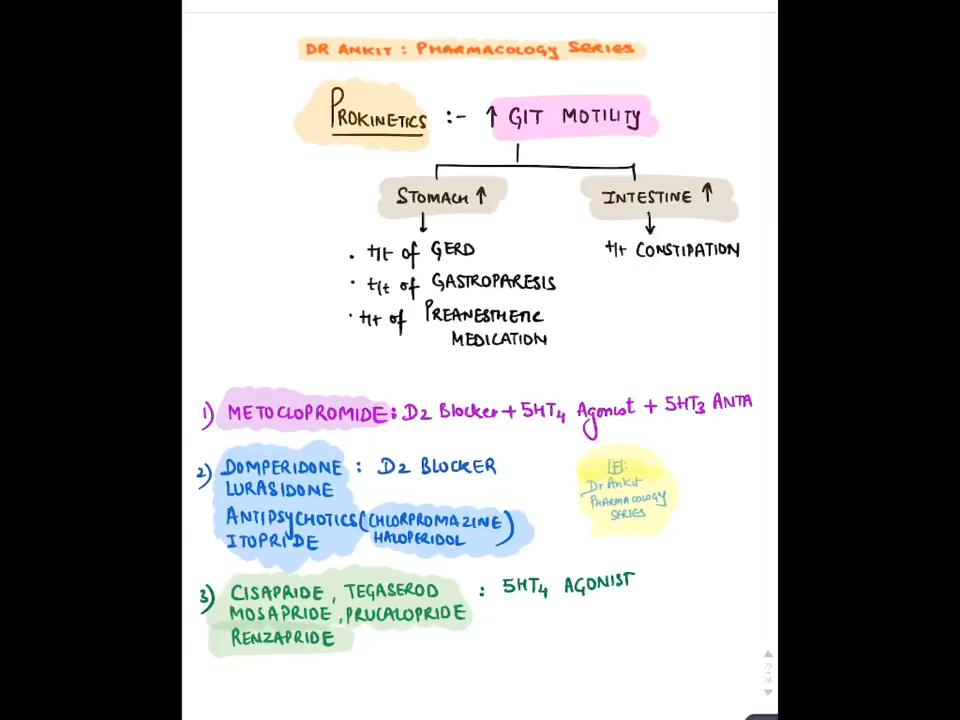 DR ANKIT : PHARMACOLOGY SERIES
PROKINETICS :- ↑ GIT MOTILITY
STOMACH ↑
INTESTINE ↑
• t/t of GERD
t/t CONSTIPATION
• t/t of GASTROPARESIS
• t/t of PREANESTHETIC
MEDICATION
1) METOCLOPROMIDE : D2 Blocker + 5HT4 Agonist + 5HT3 ANTA
2) DOMPERIDONE : D2 BLOCKER
LURASIDONE
ANTIPSYCHOTICS (CHLORPROMAZINE
HALOPERIDOL)
ITOPRIDE
Dr Ankit
PHARMACOLOGY
SERIES
3) CISAPRIDE , TEGASEROD : 5HT4 AGONIST
MOSAPRIDE , PRUCALOPRIDE
RENZAPRIDE